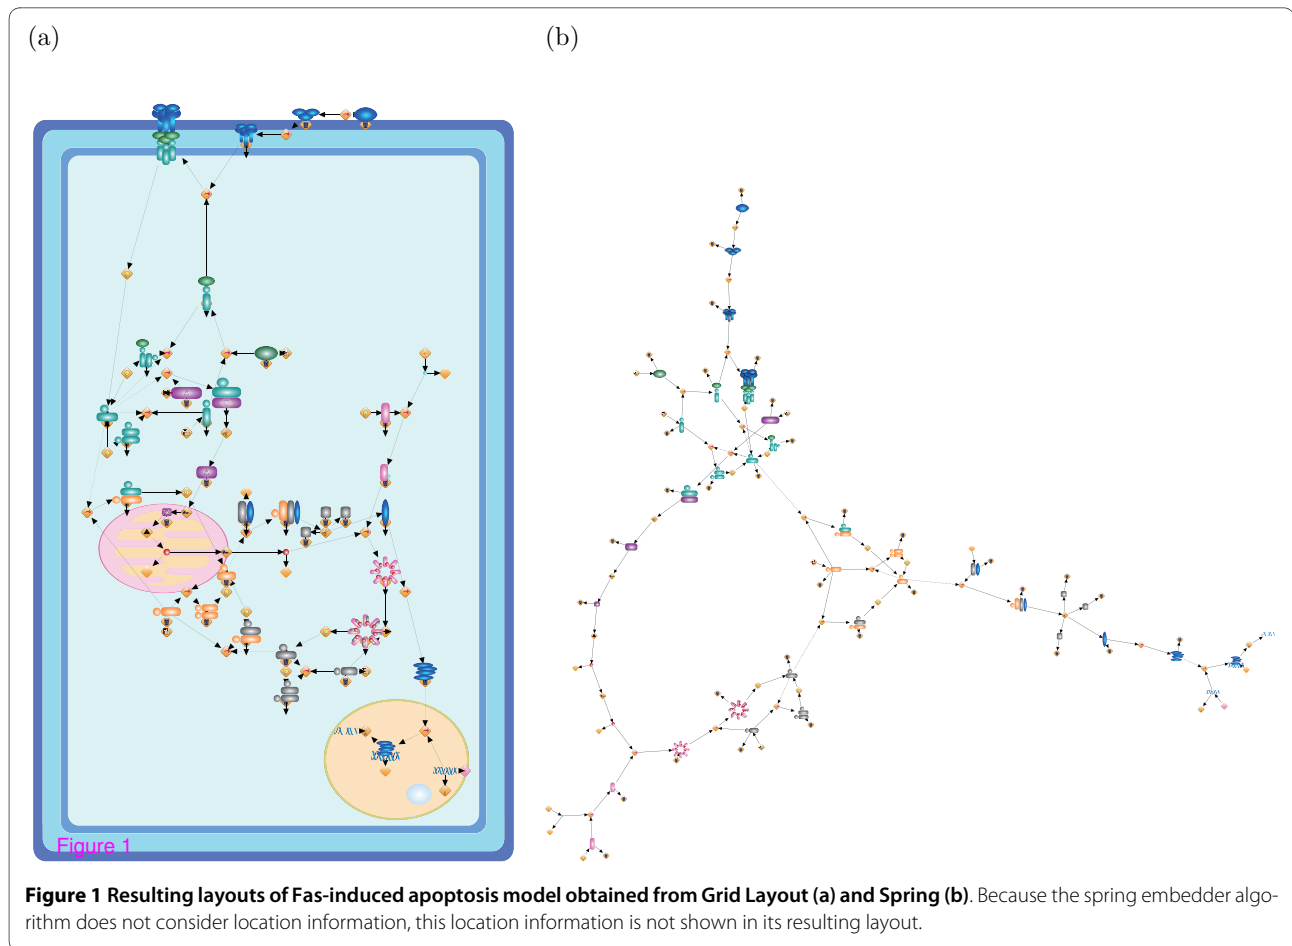 (a)
(b)
Figure 1
Figure 1 Resulting layouts of Fas-induced apoptosis model obtained from Grid Layout (a) and Spring (b). Because the spring embedder algo-
rithm does not consider location information, this location information is not shown in its resulting layout.